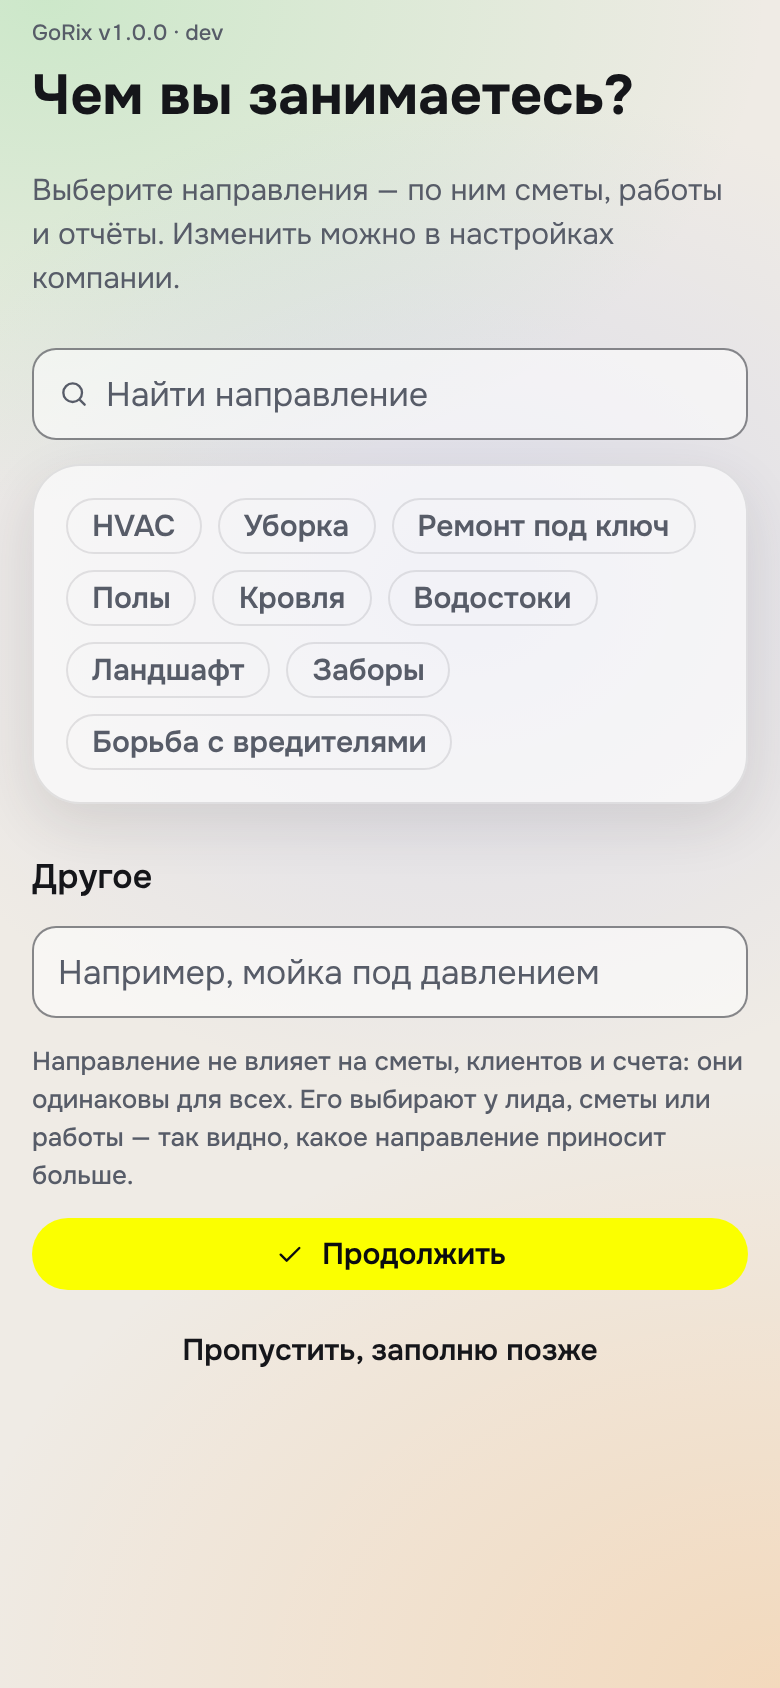 GoRix v1.0.0 · dev
Чем вы занимаетесь?
Выберите направления — по ним сметы, работы
и отчёты. Изменить можно в настройках
компании.
Найти направление
HVAC Уборка Ремонт под ключ
Полы Кровля Водостоки
Ландшафт Заборы
Борьба с вредителями
Другое
Например, мойка под давлением
Направление не влияет на сметы, клиентов и счета: они
одинаковы для всех. Его выбирают у лида, сметы или
работы — так видно, какое направление приносит
больше.
Продолжить
Пропустить, заполню позже